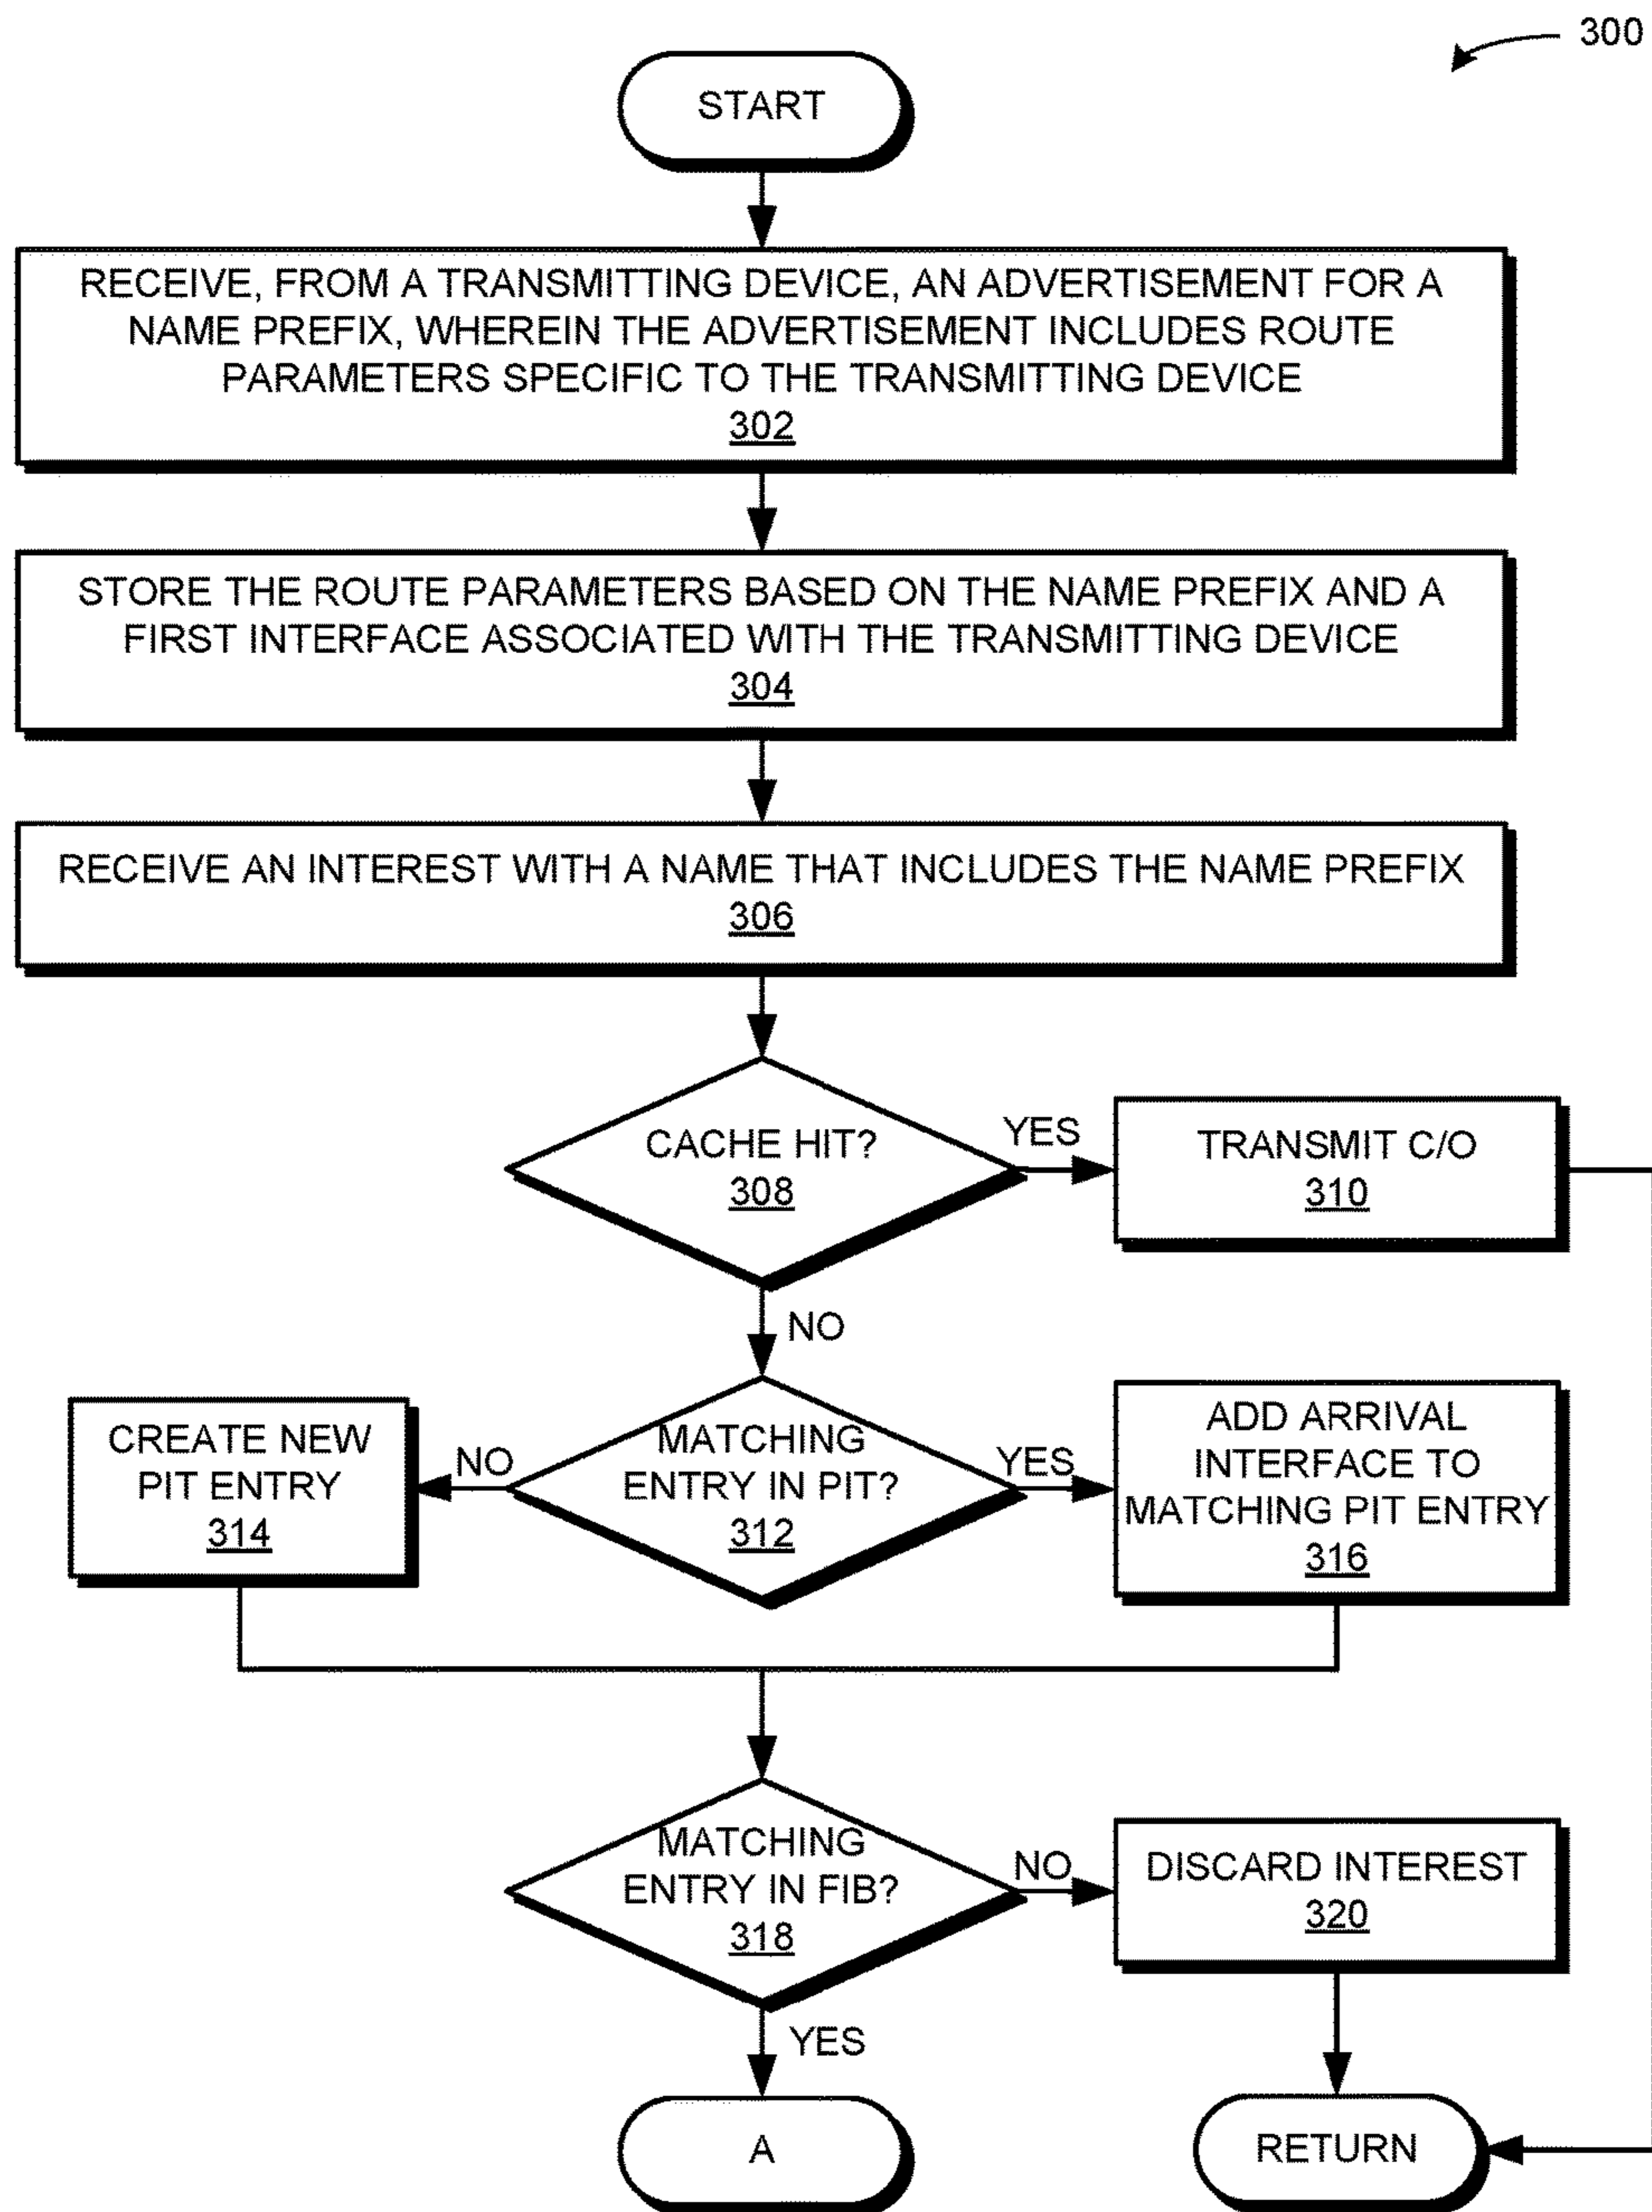 300
START
RECEIVE, FROM A TRANSMITTING DEVICE, AN ADVERTISEMENT FOR A
NAME PREFIX, WHEREIN THE ADVERTISEMENT INCLUDES ROUTE
PARAMETERS SPECIFIC TO THE TRANSMITTING DEVICE
302
STORE THE ROUTE PARAMETERS BASED ON THE NAME PREFIX AND A
FIRST INTERFACE ASSOCIATED WITH THE TRANSMITTING DEVICE
304
RECEIVE AN INTEREST WITH A NAME THAT INCLUDES THE NAME PREFIX
306
CACHE HIT?
308
YES
TRANSMIT C/O
310
NO
CREATE NEW
PIT ENTRY
314
NO
MATCHING
ENTRY IN PIT?
312
YES
ADD ARRIVAL
INTERFACE TO
MATCHING PIT ENTRY
316
MATCHING
ENTRY IN FIB?
318
NO
DISCARD INTEREST
320
YES
A
RETURN